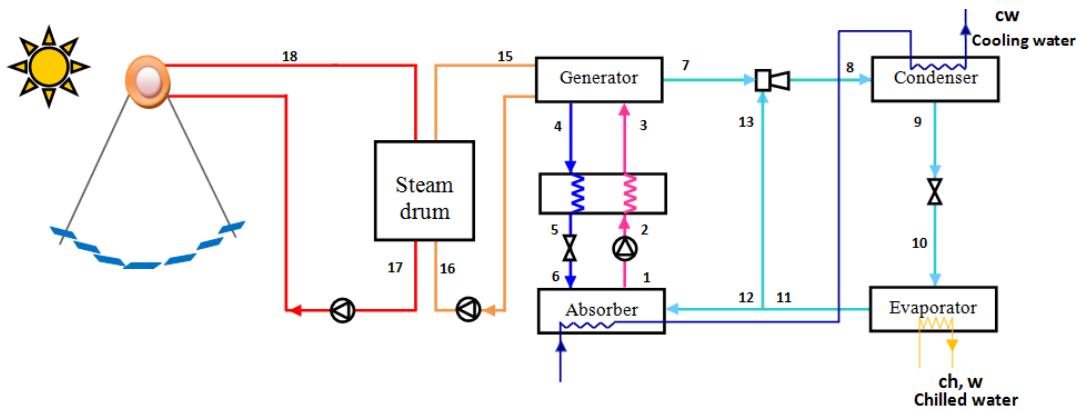 cw
Cooling water
18
15
Generator
7
8
Condenser
4
3
13
9
Steam
drum
5
2
10
17
16
6
1
12
11
Absorber
Evaporator
ch, w
Chilled water